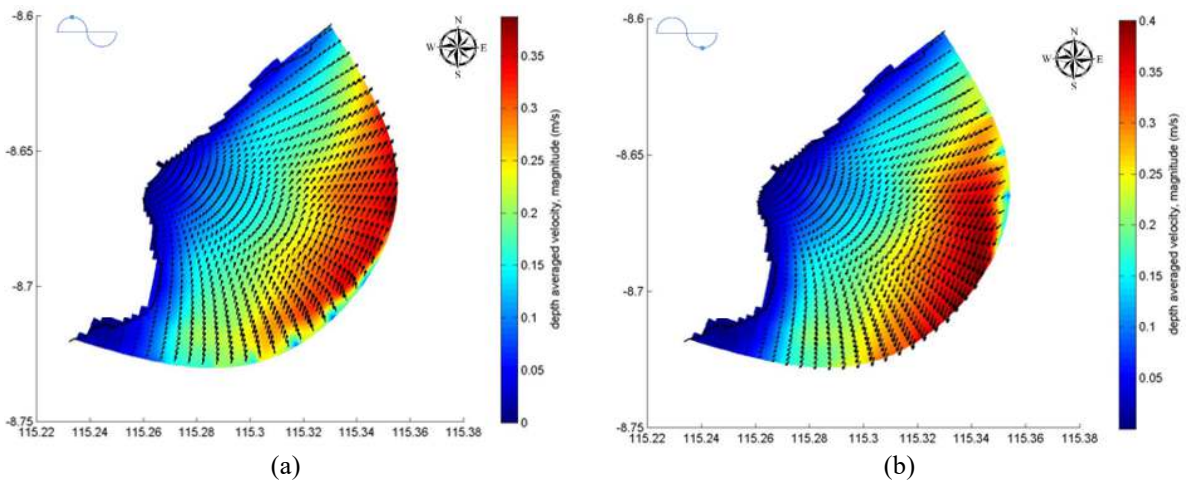 -8.6
-8.65
-8.7
-8.75
115.22 115.24 115.26 115.28 115.3 115.32 115.34 115.36 115.38
N
W E
S
0.35
0.3
0.25
0.2
0.15
0.1
0.05
0
depth averaged velocity, magnitude (m/s)
(a)
-8.6
-8.65
-8.7
-8.75
115.22 115.24 115.26 115.28 115.3 115.32 115.34 115.36 115.38
N
W E
S
0.4
0.35
0.3
0.25
0.2
0.15
0.1
0.05
depth averaged velocity, magnitude (m/s)
(b)